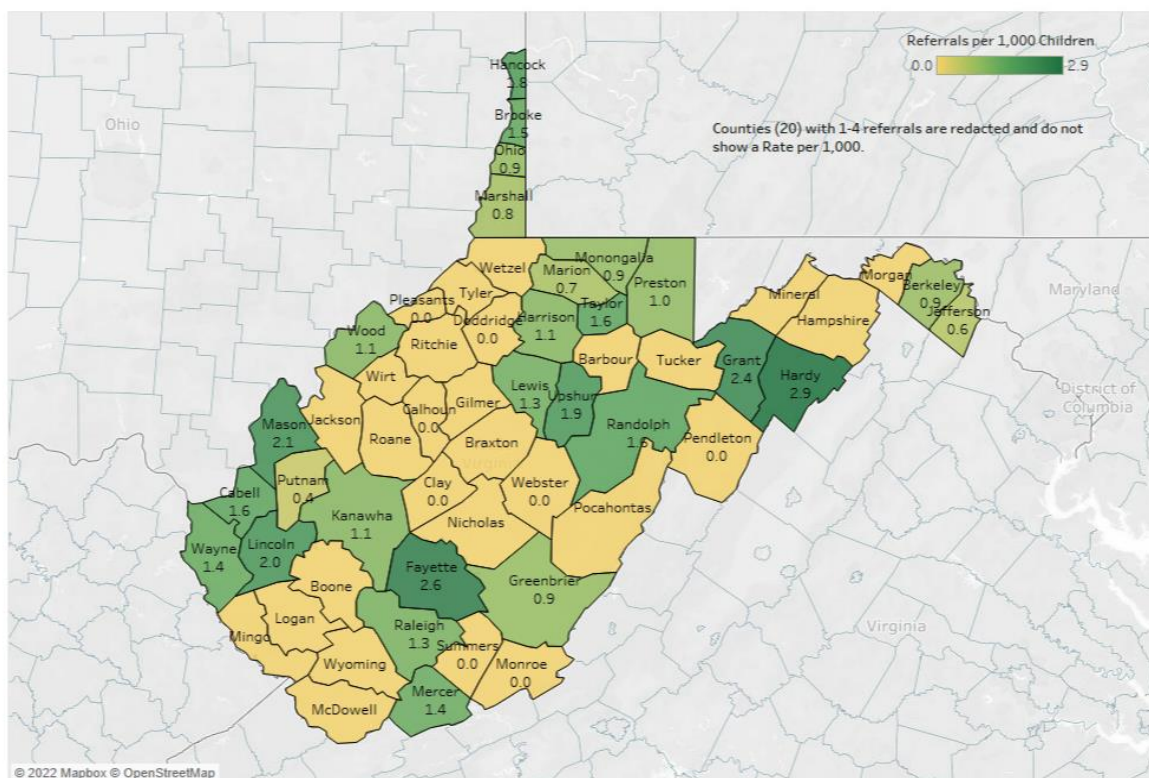 Referrals per 1,000 Children
0.0 2.9
Counties (20) with 1-4 referrals are redacted and do not
show a Rate per 1,000.
Ohio
Maryland
District of
Columbia
Virginia
Virginia
Hancock
1.8
Brooke
1.5
Ohio
0.9
Marshall
0.8
Wetzel
Monongalia
0.9
Marion
0.7
Preston
1.0
Tyler
Pleasants
0.0
Doddridge
0.0
Harrison
1.1
Taylor
1.6
Wood
1.1
Ritchie
Barbour
Tucker
Mineral
Hampshire
Morgan
Berkeley
0.9
Jefferson
0.6
Grant
2.4
Hardy
2.9
Wirt
Lewis
1.3
Upshur
1.9
Gilmer
Calhoun
0.0
Jackson
Roane
Braxton
Randolph
1.6
Pendleton
0.0
Mason
2.1
Putnam
0.4
Clay
0.0
Webster
0.0
Pocahontas
Cabell
1.6
Kanawha
1.1
Nicholas
Wayne
1.4
Lincoln
2.0
Boone
Fayette
2.6
Greenbrier
0.9
Logan
Mingo
Raleigh
1.3
Summers
0.0
Monroe
0.0
Wyoming
McDowell
Mercer
1.4
© 2022 Mapbox © OpenStreetMap